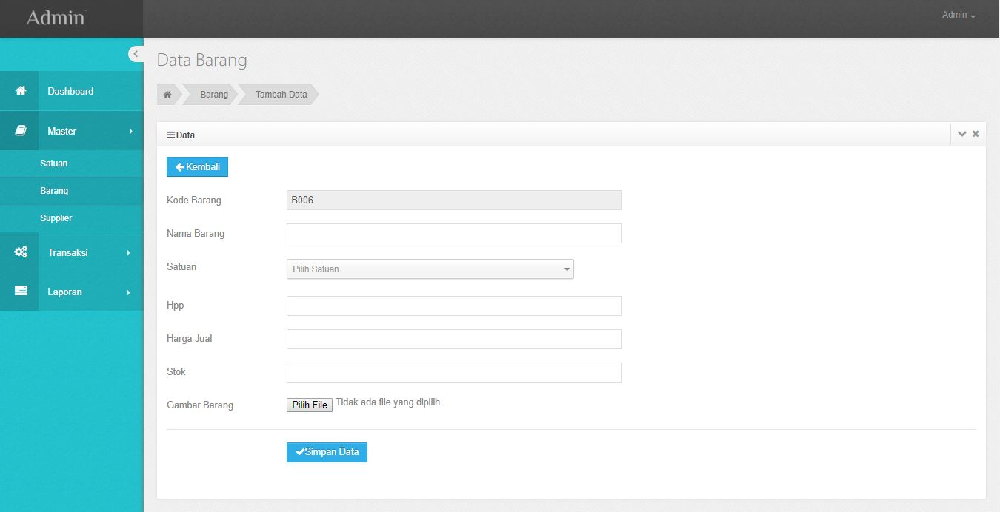 Admin
Admin
Data Barang
Barang
Tambah Data
Dashboard
Master
Satuan
Barang
Supplier
Transaksi
Laporan
Data
Kembali
Kode Barang
B006
Nama Barang
Satuan
Pilih Satuan
Hpp
Harga Jual
Stok
Gambar Barang
Pilih File Tidak ada file yang dipilih
Simpan Data